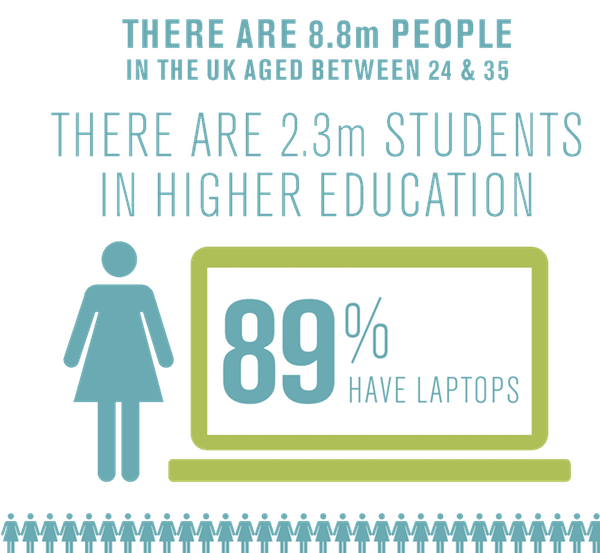 THERE ARE 8.8m PEOPLE
IN THE UK AGED BETWEEN 24 & 35
THERE ARE 2.3m STUDENTS
IN HIGHER EDUCATION
89%
HAVE LAPTOPS